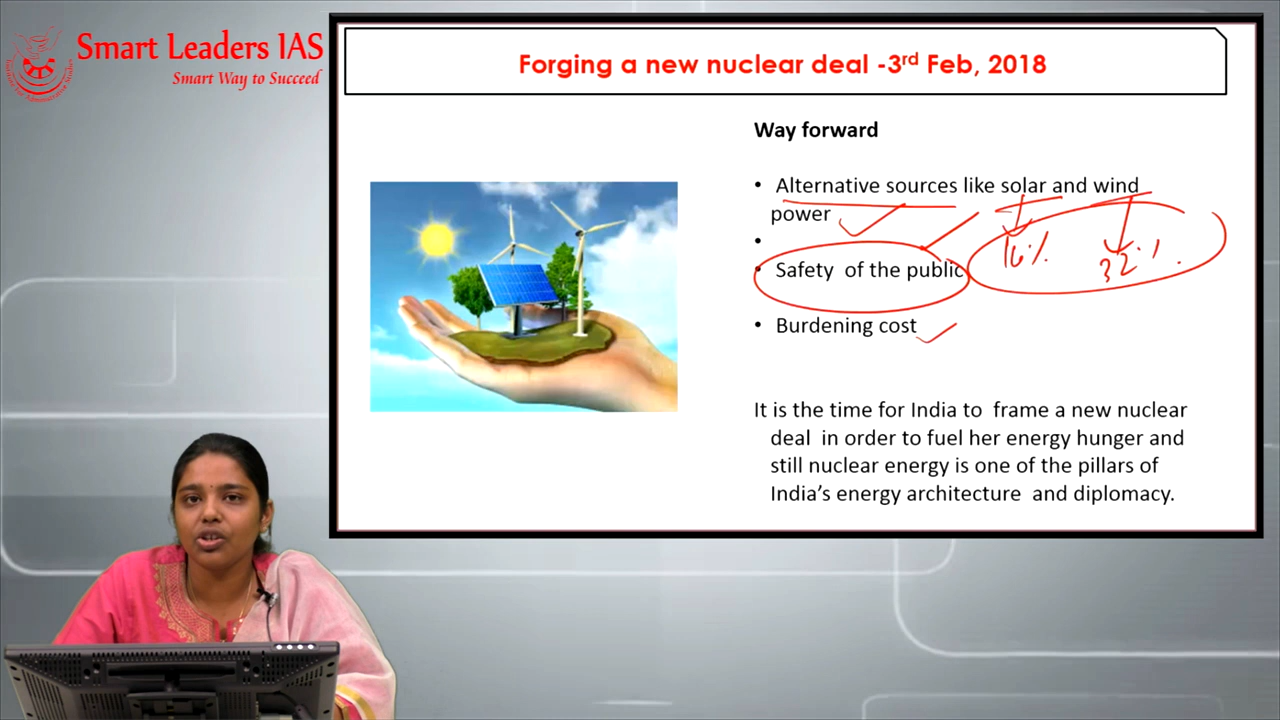 Smart Leaders IAS
Smart Way to Succeed
Forging a new nuclear deal -3rd Feb, 2018
Way forward
• Alternative sources like solar and wind
power
•
• Safety of the public
16%
32%.
• Burdening cost
It is the time for India to frame a new nuclear
deal in order to fuel her energy hunger and
still nuclear energy is one of the pillars of
India's energy architecture and diplomacy.